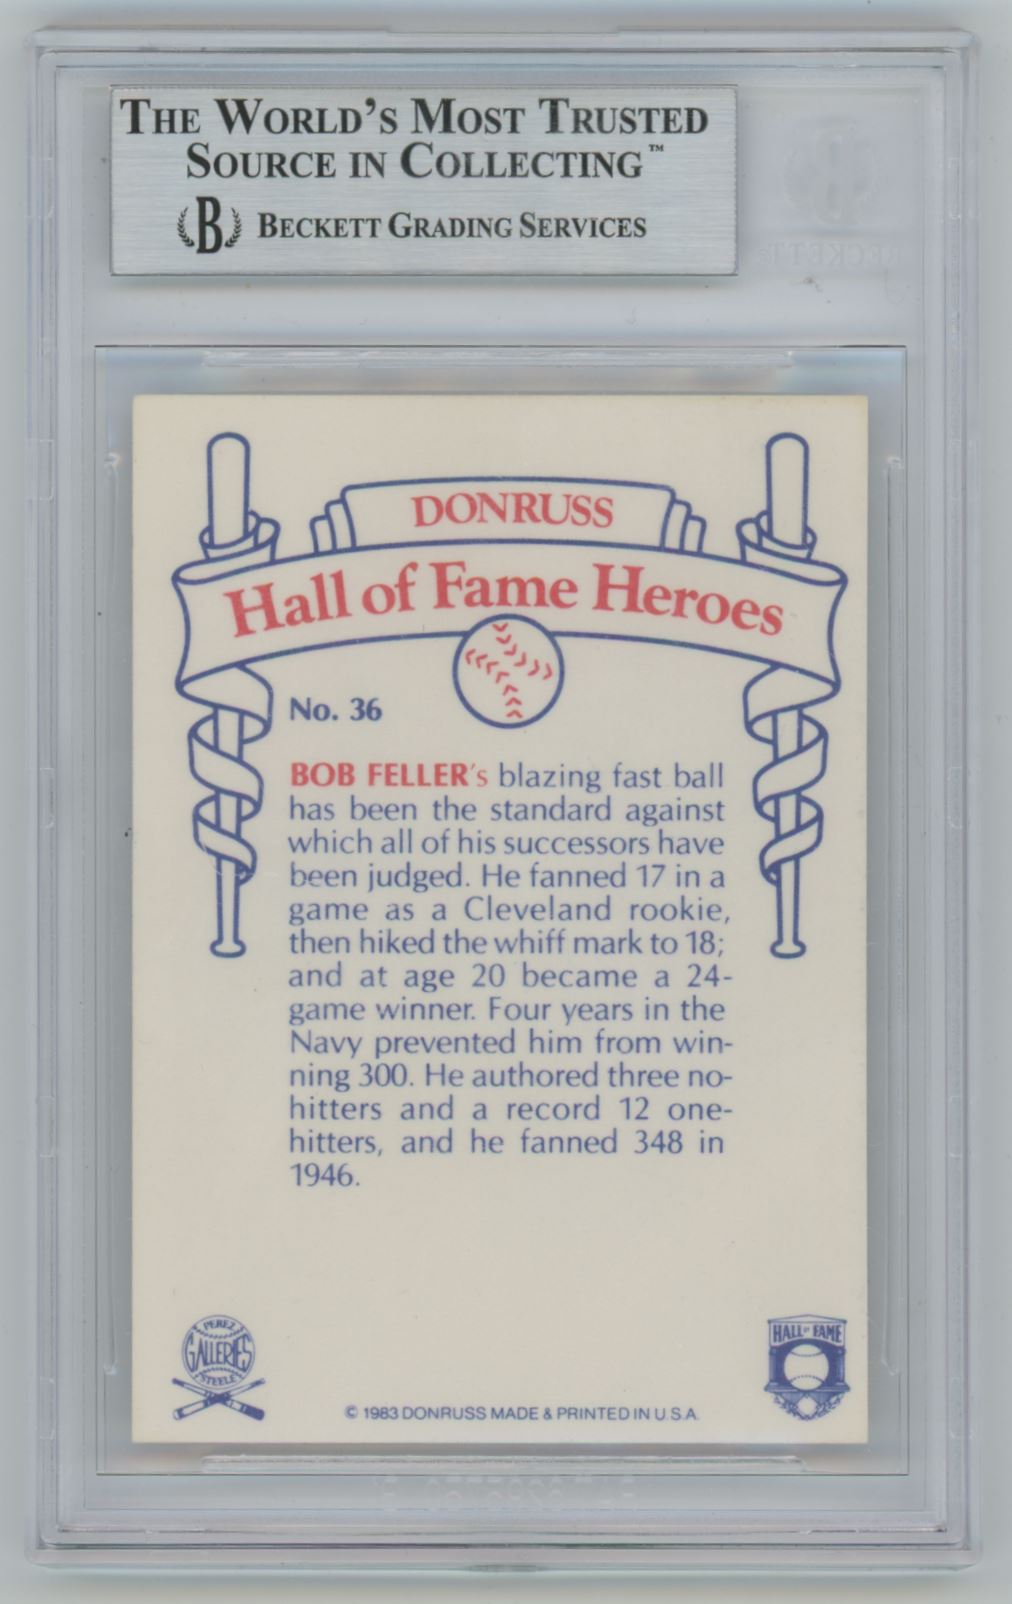 THE WORLD'S MOST TRUSTED
SOURCE IN COLLECTING™
B BECKETT GRADING SERVICES
DONRUSS
Hall of Fame Heroes
No. 36
BOB FELLER's blazing fast ball
has been the standard against
which all of his successors have
been judged. He fanned 17 in a
game as a Cleveland rookie,
then hiked the whiff mark to 18;
and at age 20 became a 24-
game winner. Four years in the
Navy prevented him from win-
ning 300. He authored three no-
hitters and a record 12 one-
hitters, and he fanned 348 in
1946.
PEREZ
GALLERIES
STEELE
HALL OF FAME
© 1983 DONRUSS MADE & PRINTED IN U.S.A.